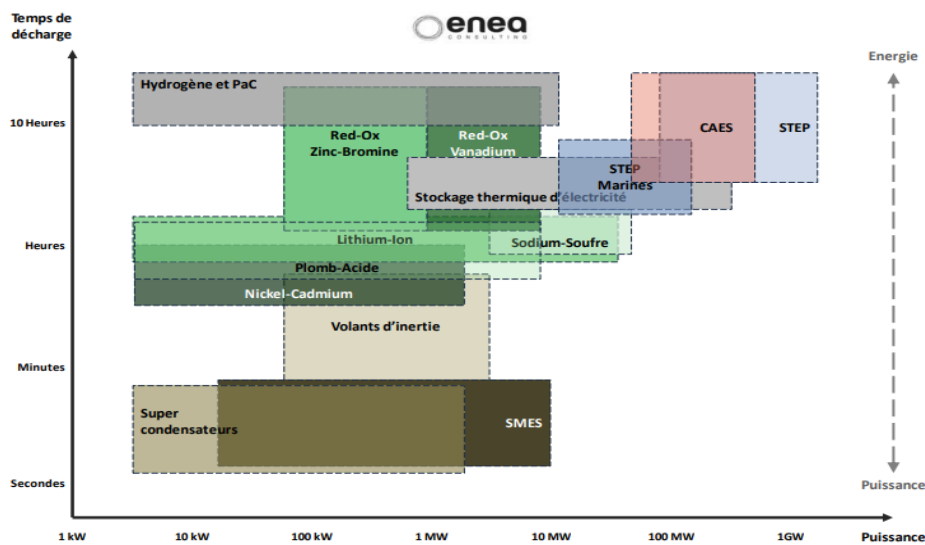 Temps de
décharge
enea
CONSULTING
Energie
Hydrogène et PaC
10 Heures
Red-Ox
Zinc-Bromine
Red-Ox
Vanadium
CAES
STEP
STEP
Marines
Stockage thermique d'électricité
Heures
Lithium-Ion
Sodium-Soufre
Plomb-Acide
Nickel-Cadmium
Volants d'inertie
Minutes
Super
condensateurs
SMES
Secondes
Puissance
1 kW
10 kW
100 kW
1 MW
10 MW
100 MW
1GW
Puissance